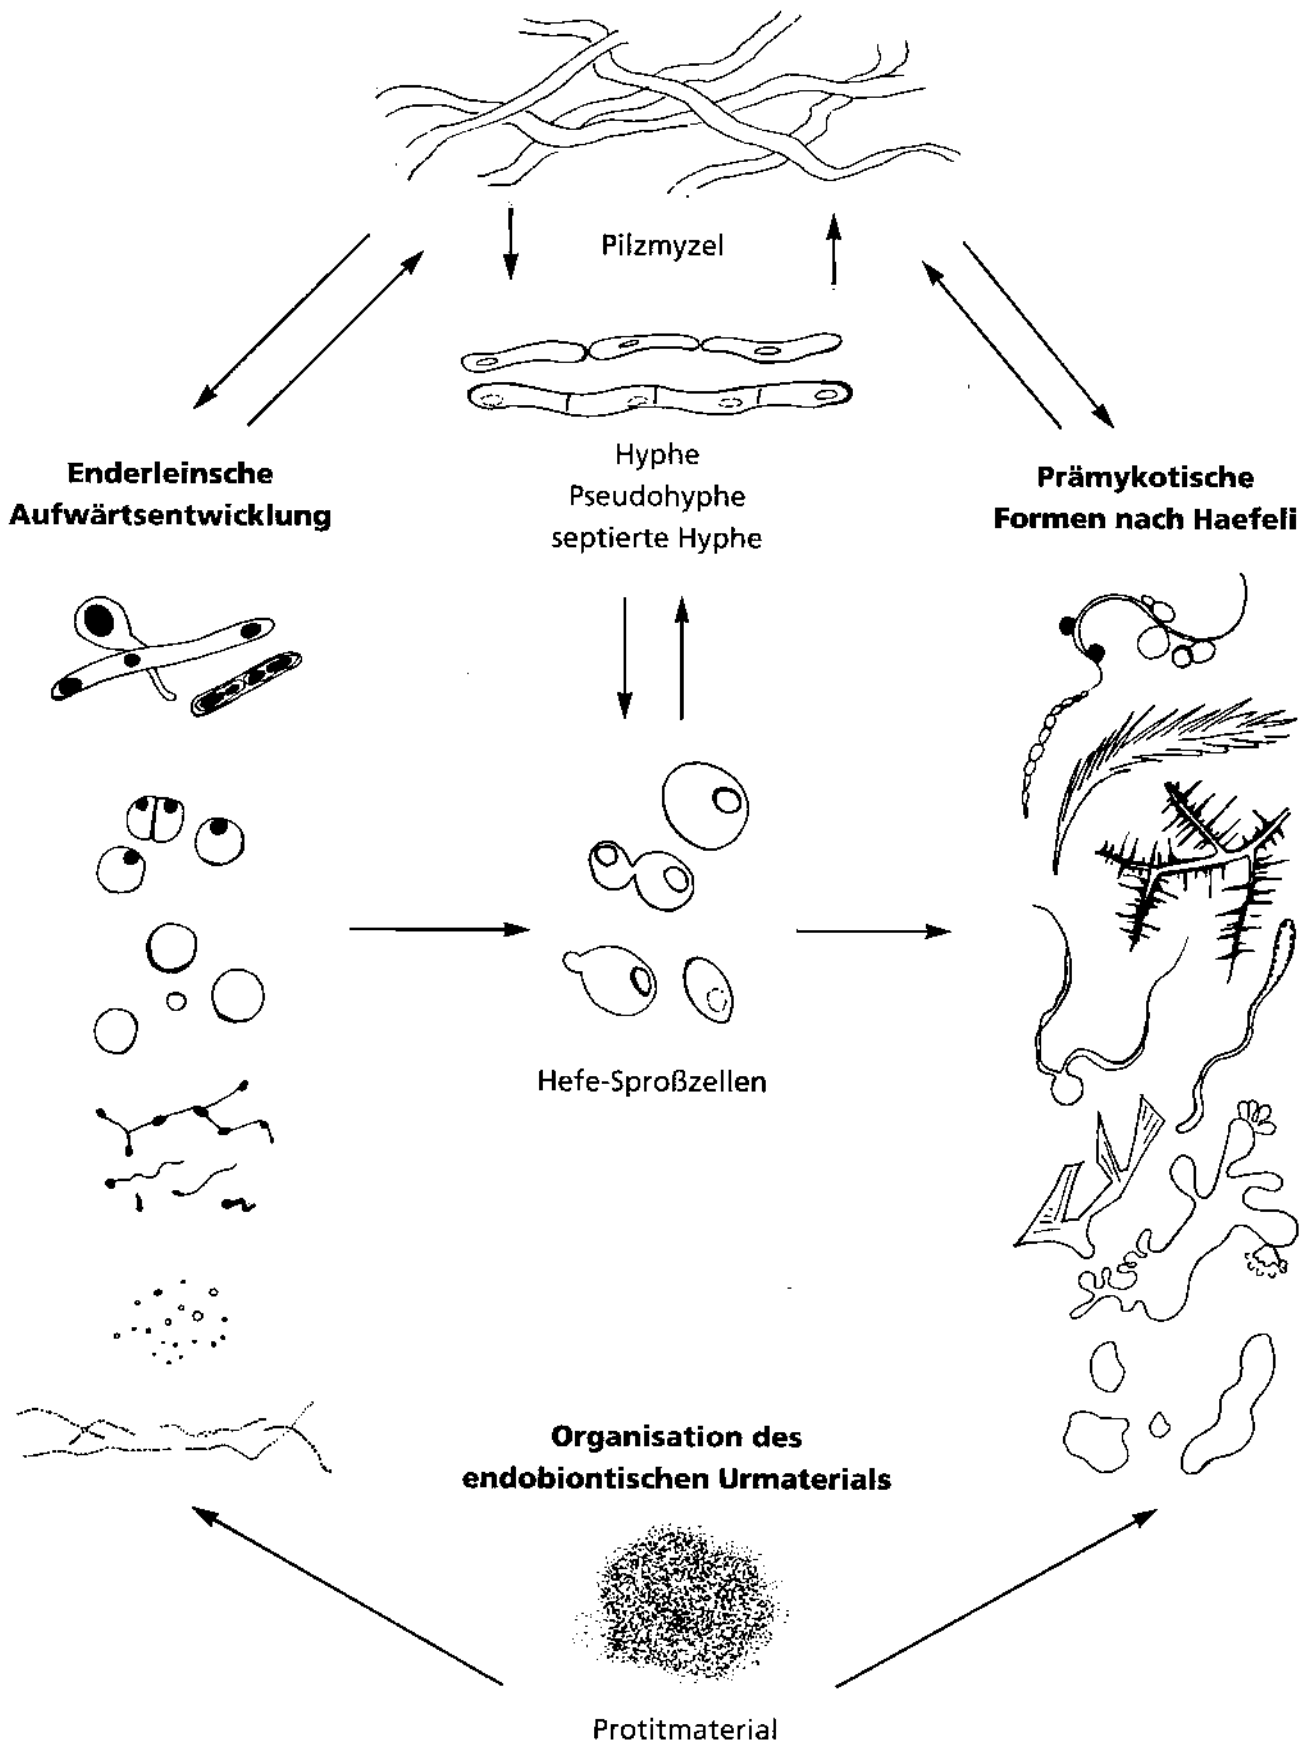 Pilzmyzel
Enderleinsche
Aufwärtsentwicklung
Hyphe
Pseudohyphe
septierte Hyphe
Prämykotische
Formen nach Haefeli
Hefe-Sproßzellen
Organisation des
endobiontischen Urmaterials
Protitmaterial